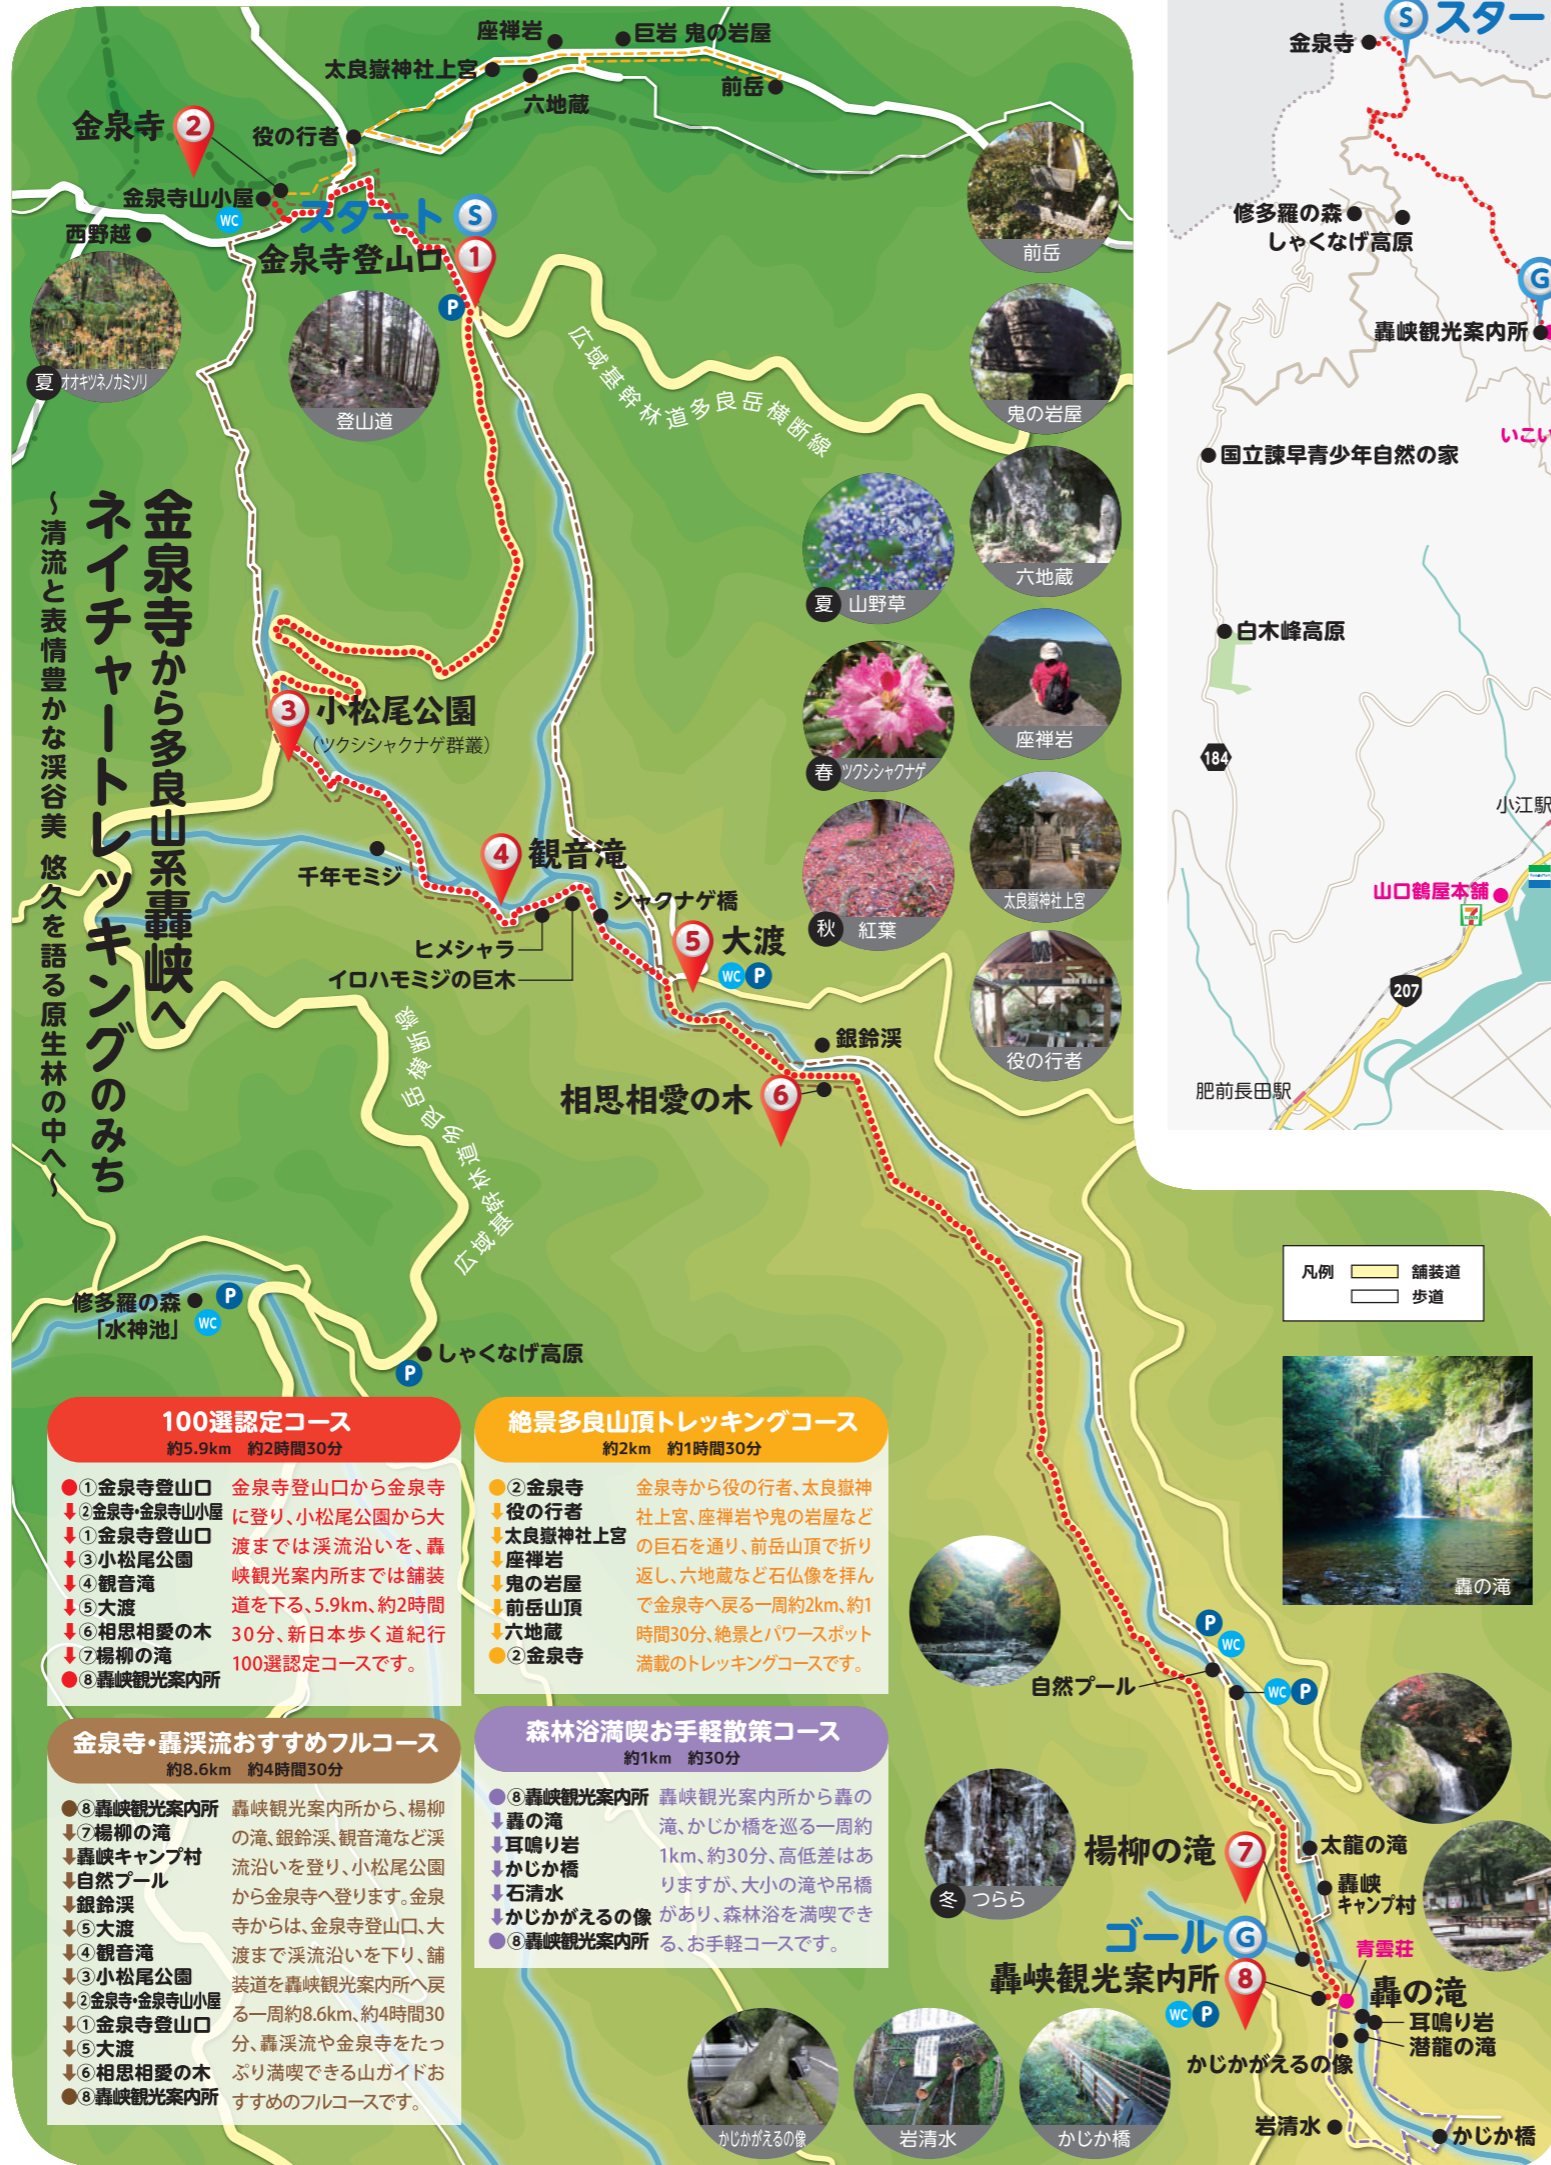 金泉寺から多良山系轟峡へ
ネイチャートレッキングのみち
～清流と表情豊かな渓谷美 悠久を語る原生林の中へ～
座禅岩
巨岩 鬼の岩屋
太良嶽神社上宮
六地蔵
前岳
金泉寺
2
役の行者
金泉寺山小屋
WC
西野越
スタート
S
金泉寺登山口
1
P
夏 オオキツネノカミソリ
登山道
広域基幹林道多良岳横断線
前岳
鬼の岩屋
六地蔵
夏 山野草
座禅岩
春 ツクシシャクナゲ
太良嶽神社上宮
秋 紅葉
役の行者
3
小松尾公園
(ツクシシャクナゲ群叢)
千年モミジ
4
観音滝
シャクナゲ橋
ヒメシャラ
イロハモミジの巨木
5
大渡
WC P
銀鈴渓
相思相愛の木
6
広域基幹林道多良岳横断線
修多羅の森
「水神池」
P
WC
しゃくなげ高原
P
S
スター
金泉寺
修多羅の森
しゃくなげ高原
G
轟峡観光案内所
いこい
国立諫早青少年自然の家
白木峰高原
184
小江駅
山口鶴屋本舗
207
肥前長田駅
凡例
舗装道
歩道
轟の滝
100選認定コース
約5.9km 約2時間30分
①金泉寺登山口
②金泉寺・金泉寺山小屋
①金泉寺登山口
③小松尾公園
④観音滝
⑤大渡
⑥相思相愛の木
⑦楊柳の滝
⑧轟峡観光案内所
金泉寺登山口から金泉寺
に登り、小松尾公園から大
渡までは渓流沿いを、轟
峡観光案内所までは舗装
道を下る、5.9km、約2時間
30分、新日本歩く道紀行
100選認定コースです。
絶景多良山頂トレッキングコース
約2km 約1時間30分
②金泉寺
役の行者
太良嶽神社上宮
座禅岩
鬼の岩屋
前岳山頂
六地蔵
②金泉寺
金泉寺から役の行者、太良嶽神
社上宮、座禅岩や鬼の岩屋など
の巨石を通り、前岳山頂で折り
返し、六地蔵など石仏像を拝ん
で金泉寺へ戻る一周約2km、約1
時間30分、絶景とパワースポット
満載のトレッキングコースです。
金泉寺・轟渓流おすすめフルコース
約8.6km 約4時間30分
⑧轟峡観光案内所
⑦楊柳の滝
轟峡キャンプ村
自然プール
銀鈴渓
⑤大渡
④観音滝
③小松尾公園
②金泉寺・金泉寺山小屋
①金泉寺登山口
⑤大渡
⑥相思相愛の木
⑧轟峡観光案内所
轟峡観光案内所から、楊柳
の滝、銀鈴渓、観音滝など渓
流沿いを登り、小松尾公園
から金泉寺へ登ります。金泉
寺からは、金泉寺登山口、大
渡まで渓流沿いを下り、舗
装道を轟峡観光案内所へ戻
る一周約8.6km、約4時間30
分、轟渓流や金泉寺をたっ
ぷり満喫できる山ガイドお
すすめのフルコースです。
森林浴満喫お手軽散策コース
約1km 約30分
⑧轟峡観光案内所
轟の滝
耳鳴り岩
かじか橋
石清水
かじかがえるの像
⑧轟峡観光案内所
轟峡観光案内所から轟の
滝、かじか橋を巡る一周約
1km、約30分、高低差はあ
りますが、大小の滝や吊橋
があり、森林浴を満喫でき
る、お手軽コースです。
P
WC
自然プール
WC P
冬 つらら
楊柳の滝
7
太龍の滝
轟峡
キャンプ村
ゴール
G
青雲荘
轟峡観光案内所
8
WC P
轟の滝
耳鳴り岩
潜龍の滝
かじかがえるの像
岩清水
かじか橋
かじかがえるの像
岩清水
かじか橋